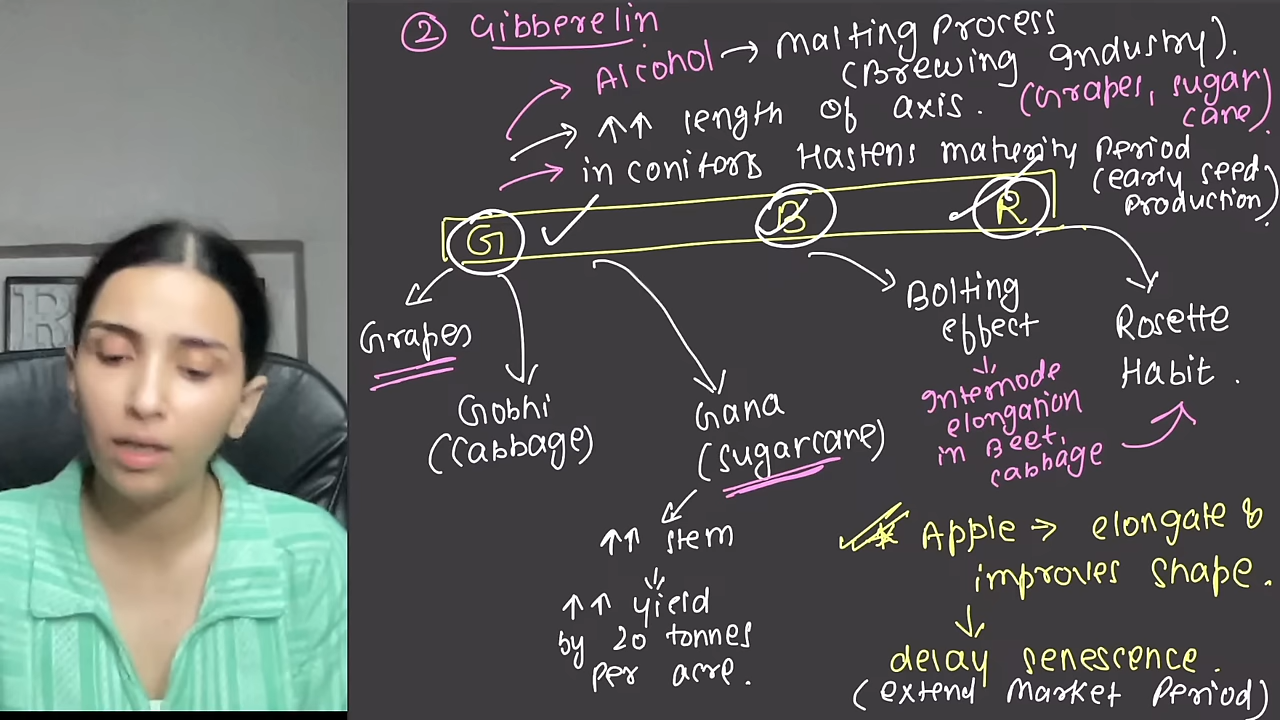 ② Gibberelin
Alcohol → Malting Process
(Brewing Industry).
↑↑ length of axis. (Grapes, sugar
cane)
in conifers Hastens maturity Period
(early seed
Production)
G B R
Grapes
Gobhi
(Cabbage)
Gana
(sugarcane)
↑↑ stem
↑↑ yield
by 20 tonnes
per acre.
Bolting
effect
Internode
elongation
in Beet,
cabbage
Rosette
Habit.
* Apple → elongate &
improves shape.
delay senescence.
(extend Market Period)
R